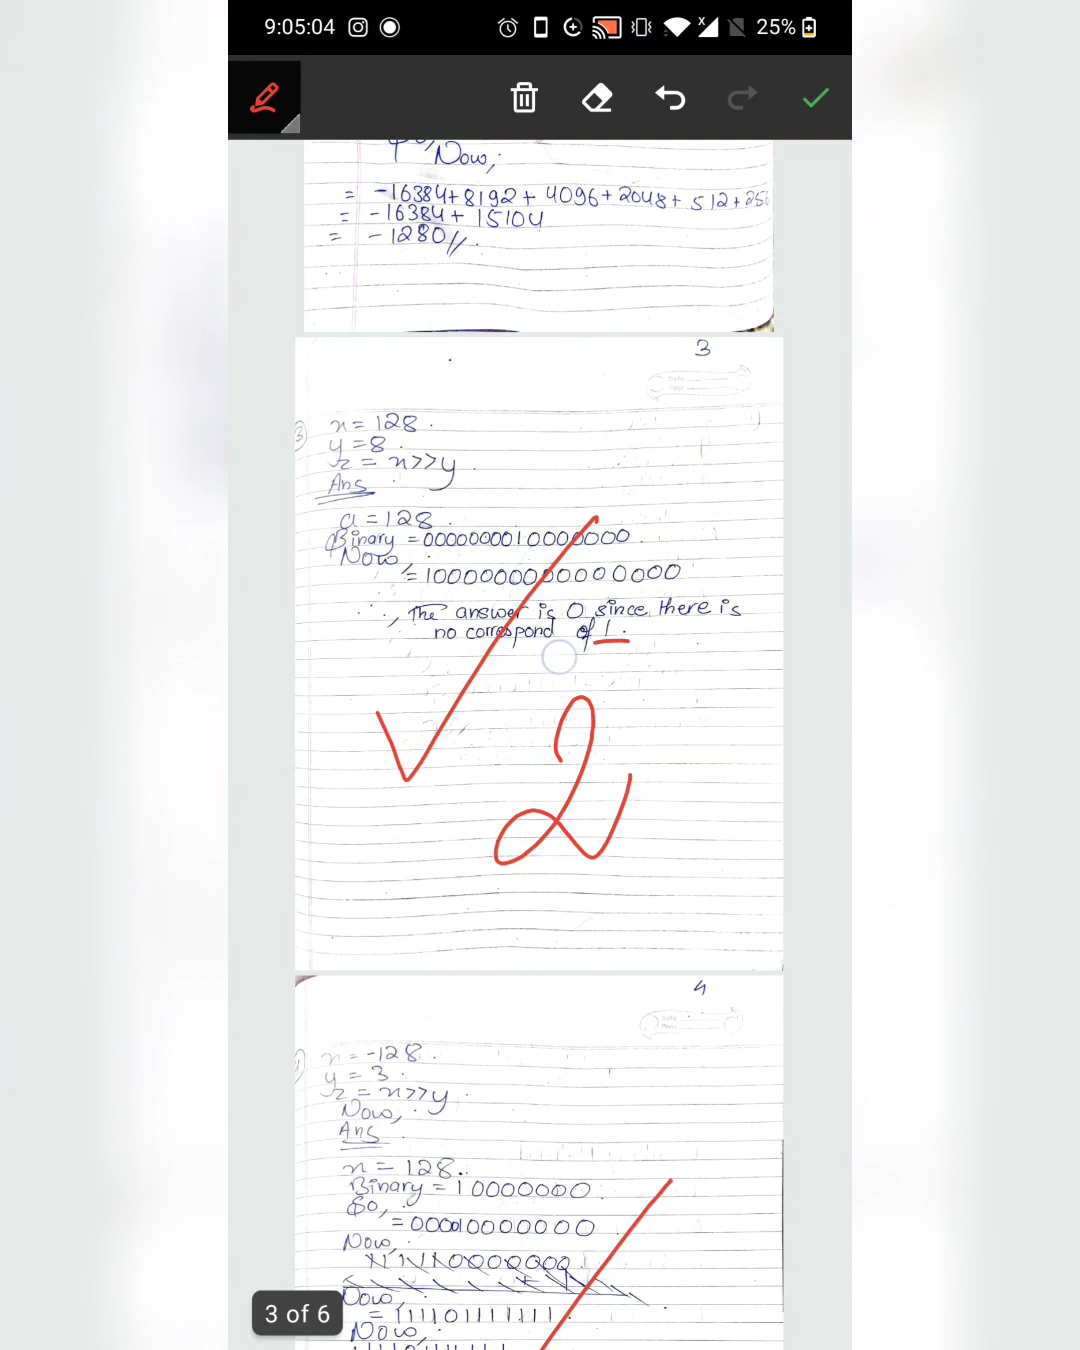 9:05:04
25%
Now,
= -16384+8192+4096+2048+512+256
= -16384+15104
= -1280//.
3
x=128.
y=8.
z= x>>y.
Ans
a=128.
Binary = 0000000010000000.
Now,
= 1000000000000000
∴, The answer is 0 since there is
no correspond of 1.
2
4
x=-128.
y=3.
z=x>>y.
Now,
Ans
x=128.
Binary = 10000000.
So,
= 00001000000
Now,
Now,
= 11110111111.
Now,
3 of 6